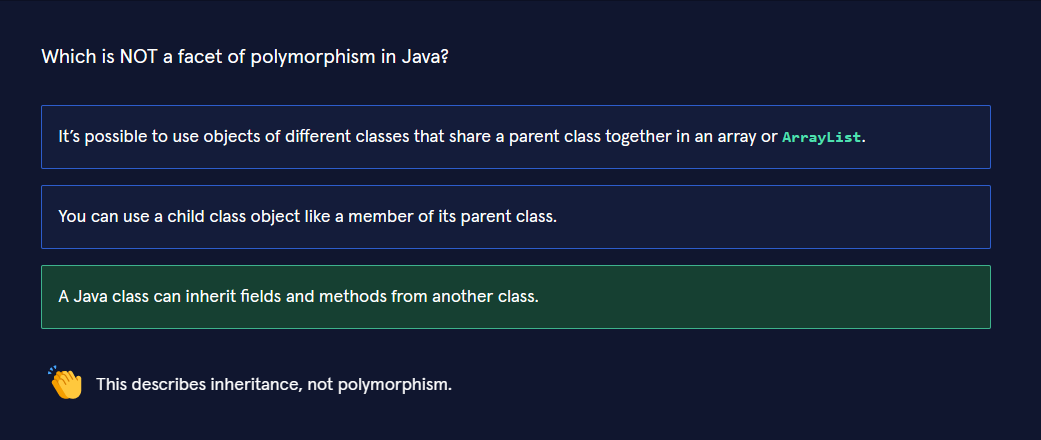 Which is NOT a facet of polymorphism in Java?
It’s possible to use objects of different classes that share a parent class together in an array or ArrayList.
You can use a child class object like a member of its parent class.
A Java class can inherit fields and methods from another class.
This describes inheritance, not polymorphism.